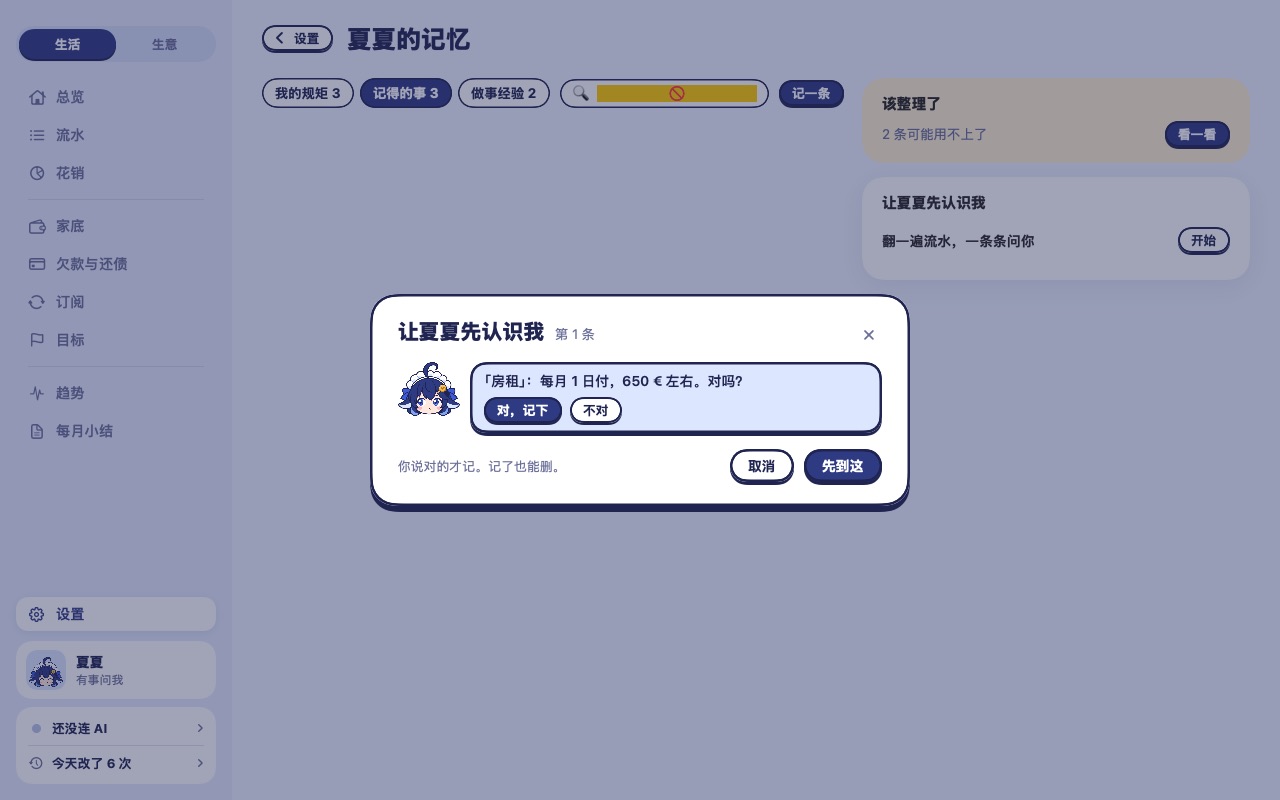 生活
生意
总览
流水
花销
家底
欠款与还债
订阅
目标
趋势
每月小结
设置
夏夏
有事问我
还没连 AI
今天改了 6 次
设置
夏夏的记忆
我的规矩 3
记得的事 3
做事经验 2
记一条
该整理了
2 条可能用不上了
看一看
让夏夏先认识我
翻一遍流水，一条条问你
开始
让夏夏先认识我 第 1 条
「房租」：每月 1 日付，650 € 左右。对吗?
对，记下
不对
你说对的才记。记了也能删。
取消
先到这